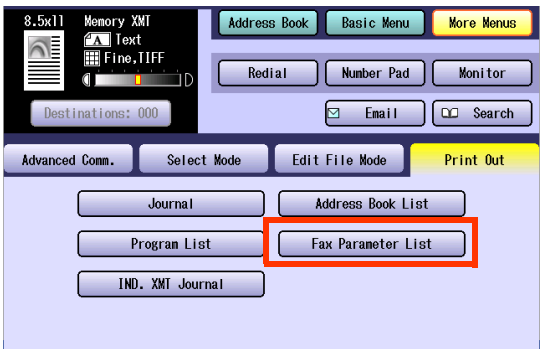 8.5x11 Memory XMT
A Text
Fine,TIFF
D
Destinations: 000
Address Book Basic Menu More Menus
Redial Number Pad Monitor
Email Search
Advanced Comm. Select Mode Edit File Mode Print Out
Journal Address Book List
Program List Fax Parameter List
IND. XMT Journal